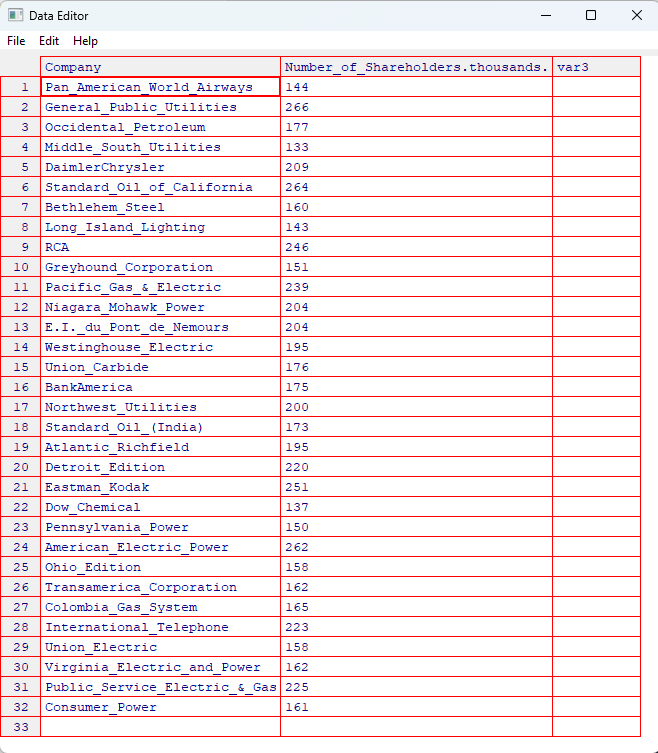 Data Editor
File Edit Help
Company Number_of_Shareholders.thousands. var3
1 Pan_American_World_Airways 144
2 General_Public_Utilities 266
3 Occidental_Petroleum 177
4 Middle_South_Utilities 133
5 DaimlerChrysler 209
6 Standard_Oil_of_California 264
7 Bethlehem_Steel 160
8 Long_Island_Lighting 143
9 RCA 246
10 Greyhound_Corporation 151
11 Pacific_Gas_&_Electric 239
12 Niagara_Mohawk_Power 204
13 E.I._du_Pont_de_Nemours 204
14 Westinghouse_Electric 195
15 Union_Carbide 176
16 BankAmerica 175
17 Northwest_Utilities 200
18 Standard_Oil_(India) 173
19 Atlantic_Richfield 195
20 Detroit_Edition 220
21 Eastman_Kodak 251
22 Dow_Chemical 137
23 Pennsylvania_Power 150
24 American_Electric_Power 262
25 Ohio_Edition 158
26 Transamerica_Corporation 162
27 Colombia_Gas_System 165
28 International_Telephone 223
29 Union_Electric 158
30 Virginia_Electric_and_Power 162
31 Public_Service_Electric_&_Gas 225
32 Consumer_Power 161
33